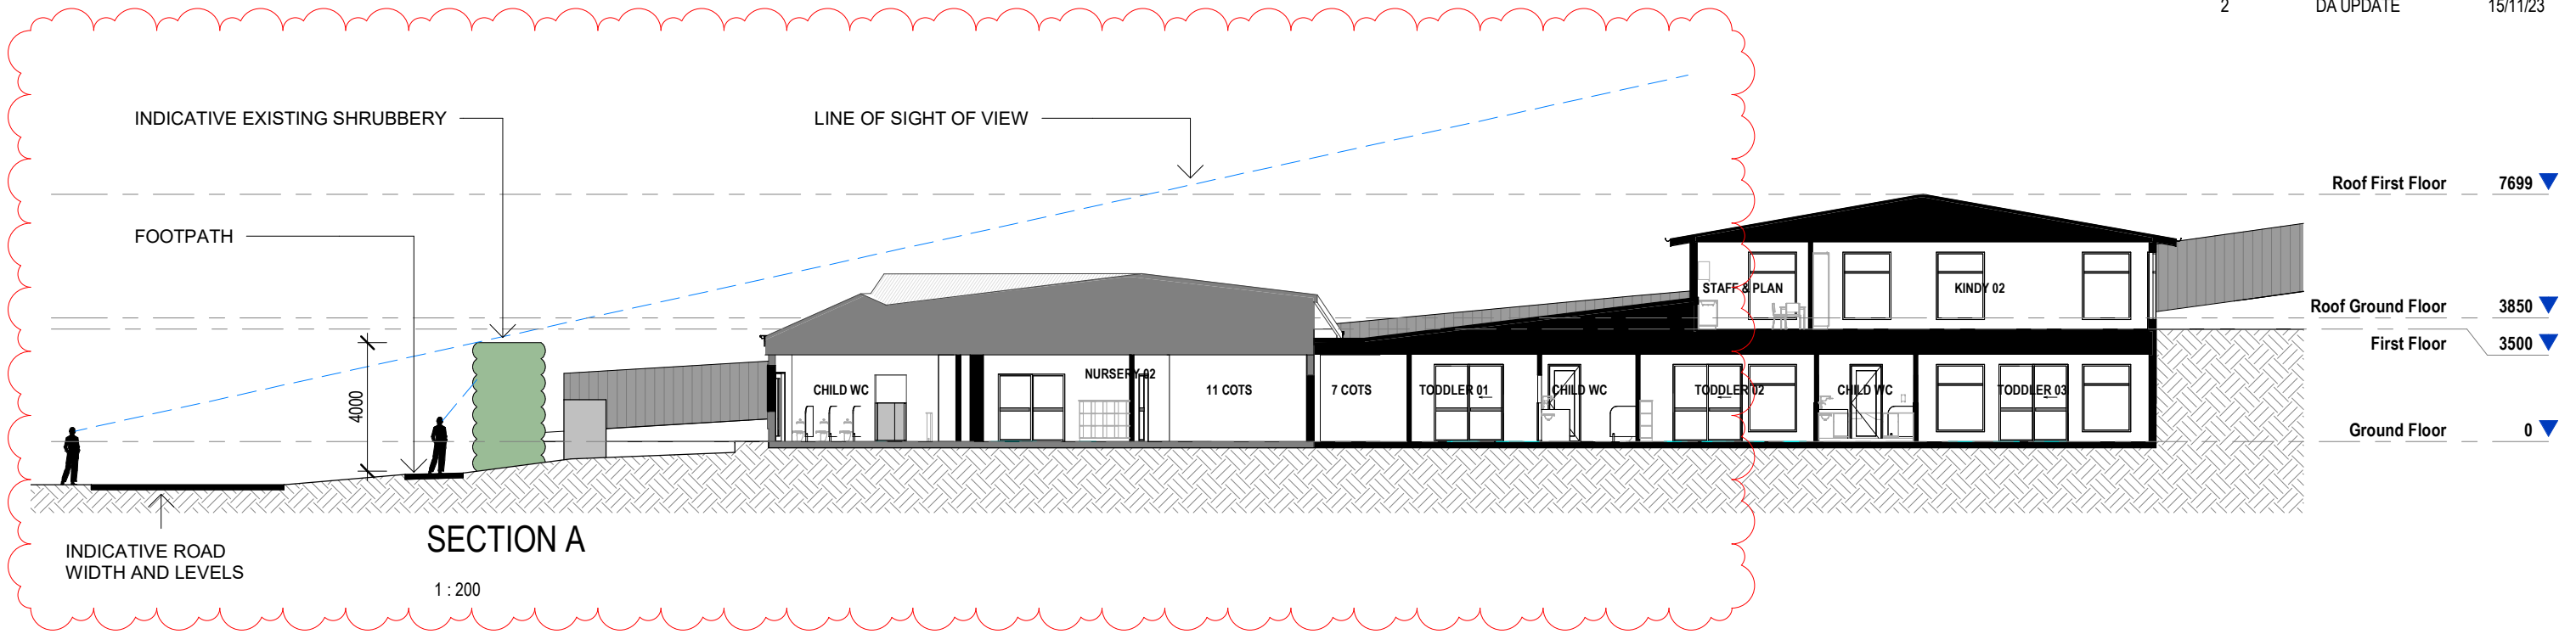 2 DA UPDATE 15/11/23
INDICATIVE EXISTING SHRUBBERY
LINE OF SIGHT OF VIEW
Roof First Floor 7699
FOOTPATH
STAFF & PLAN
KINDY 02
Roof Ground Floor 3850
First Floor 3500
4000
NURSERY 02
CHILD WC
11 COTS
7 COTS
TODDLER 01
CHILD WC
TODDLER 02
CHILD WC
TODDLER 03
Ground Floor 0
SECTION A
INDICATIVE ROAD
WIDTH AND LEVELS
1 : 200